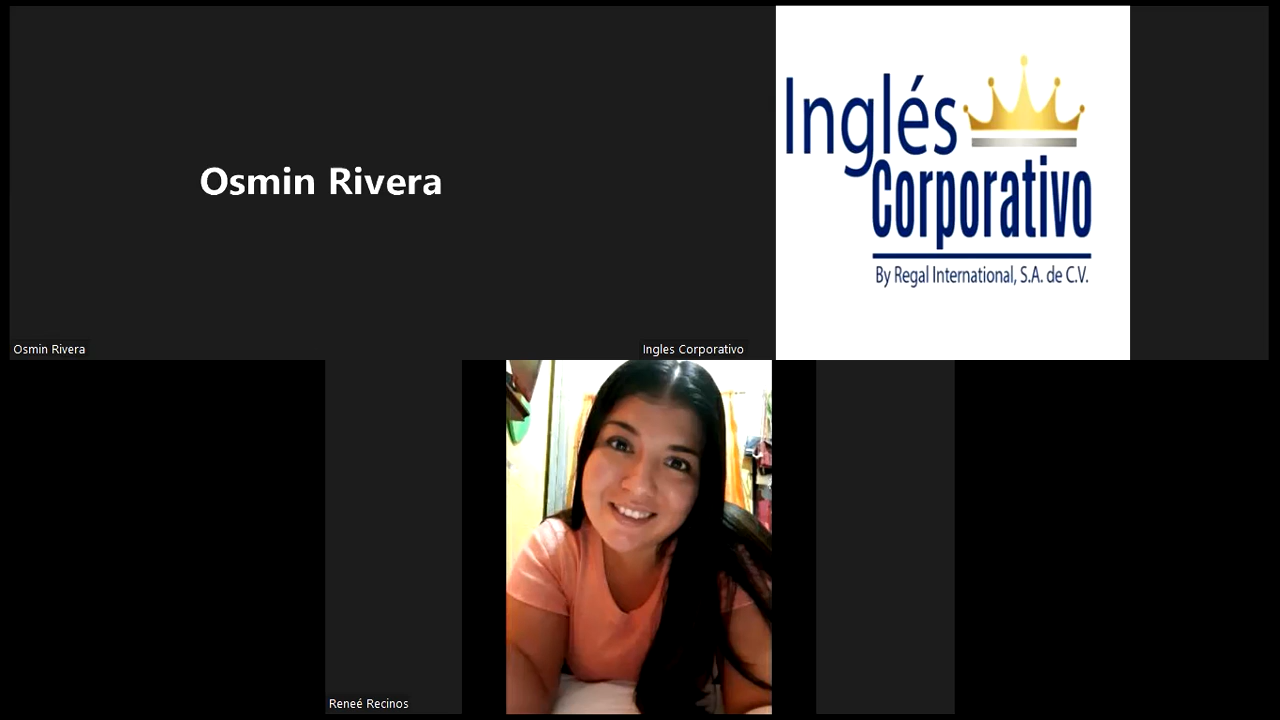 Osmin Rivera
Inglés
Corporativo
By Regal International, S.A. de C.V.
Osmin Rivera
Ingles Corporativo
Reneé Recinos